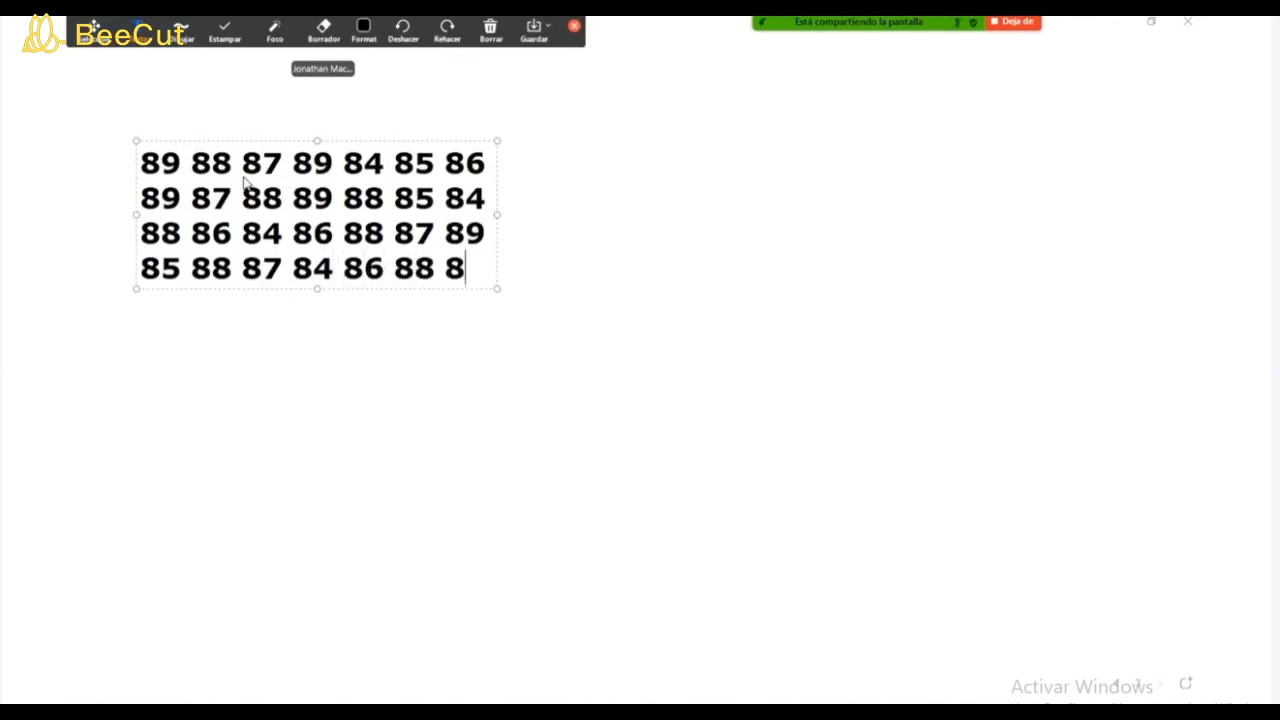 BeeCut
Dibujar Estampar Foco Borrador Format Deshacer Rehacer Borrar Guardar
Está compartiendo la pantalla Deja de
Jonathan Mac...
89 88 87 89 84 85 86
89 87 88 89 88 85 84
88 86 84 86 88 87 89
85 88 87 84 86 88 8
Activar Windows